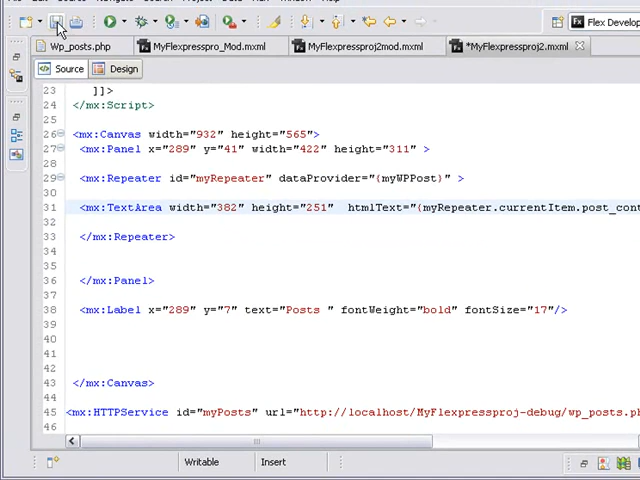 Flex Develop
Wp_posts.php
MyFlexpresspro_Mod.mxml
MyFlexpressproj2mod.mxml
*MyFlexpressproj2.mxml
Source
Design
23 ]]>
24 </mx:Script>
25
26 <mx:Canvas width="932" height="565">
27 <mx:Panel x="289" y="41" width="422" height="311" >
28
29 <mx:Repeater id="myRepeater" dataProvider="{myWPPost}" >
30
31 <mx:TextArea width="382" height="251" htmlText="{myRepeater.currentItem.post_cont
32
33 </mx:Repeater>
34
35
36 </mx:Panel>
37
38 <mx:Label x="289" y="7" text="Posts " fontWeight="bold" fontSize="17"/>
39
40
41
42
43 </mx:Canvas>
44
45 <mx:HTTPService id="myPosts" url="http://localhost/MyFlexpressproj-debug/wp_posts.ph
46
Writable
Insert